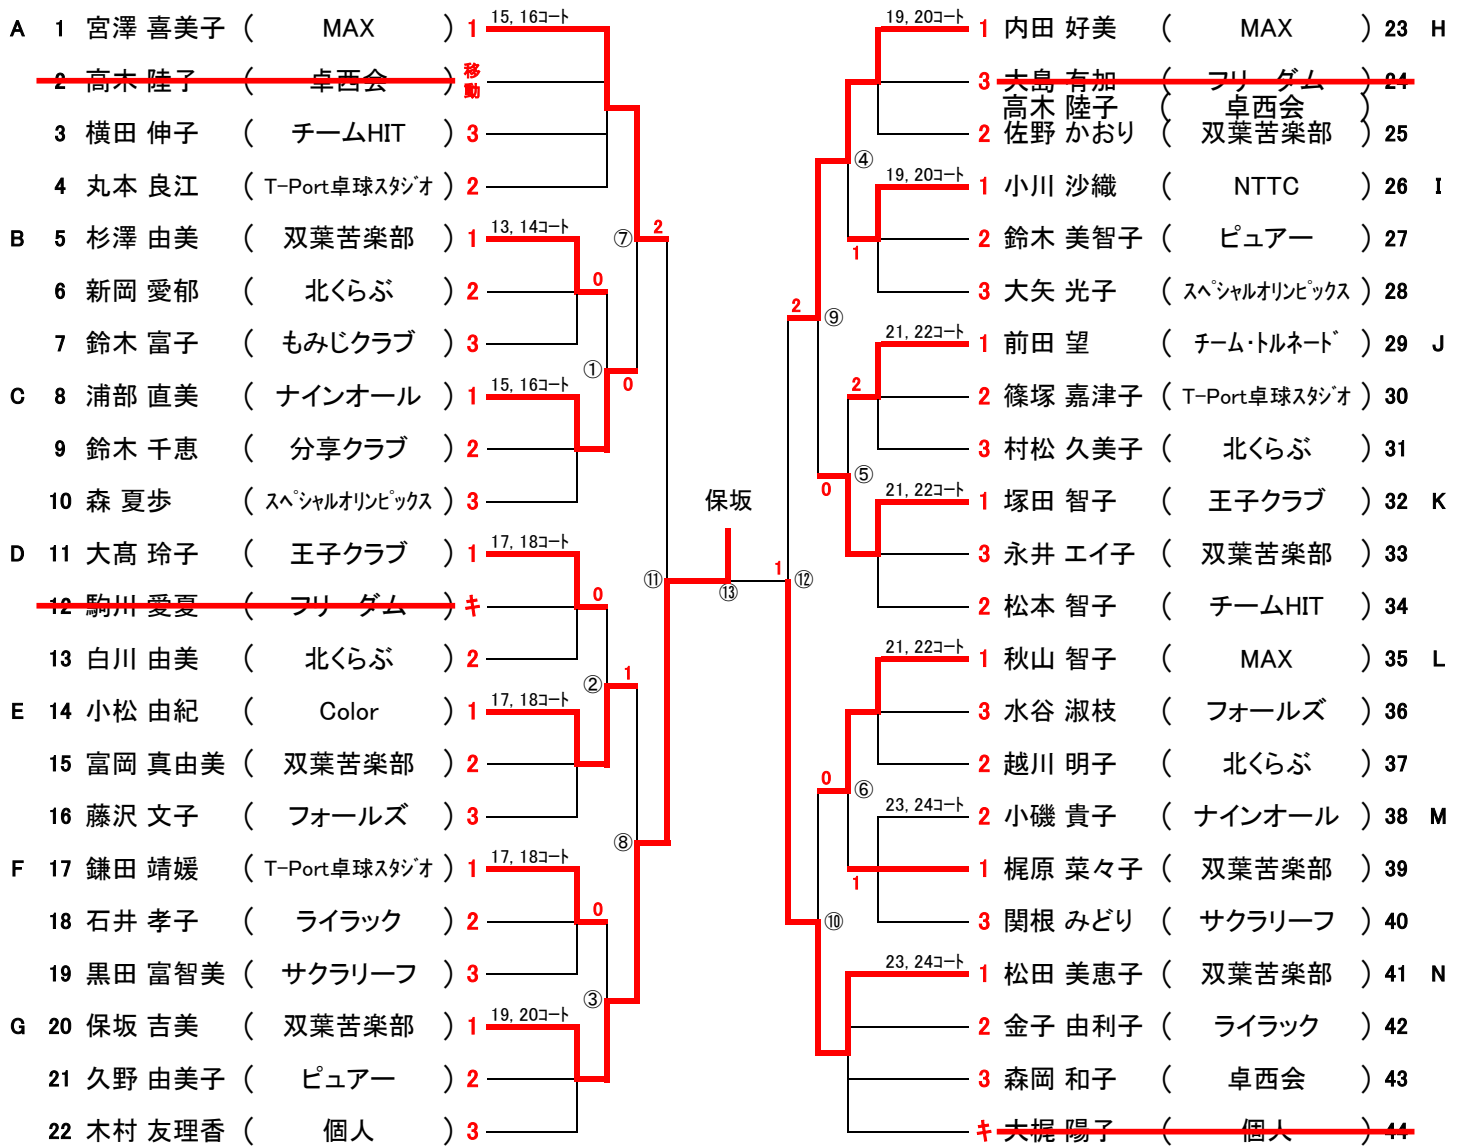 A 1 宮澤 喜美子 ( MAX ) 1 15, 16コート
2 高木 陸子 ( 卓西会 ) 移動
3 横田 伸子 ( チームHIT ) 3
4 丸本 良江 ( T-Port卓球スタジオ ) 2
B 5 杉澤 由美 ( 双葉苦楽部 ) 1 13, 14コート ⑦ 2
6 新岡 愛郁 ( 北くらぶ ) 2 0
7 鈴木 富子 ( もみじクラブ ) 3
① 0
C 8 浦部 直美 ( ナインオール ) 1 15, 16コート
9 鈴木 千恵 ( 分享クラブ ) 2
10 森 夏歩 ( スペシャルオリンピックス ) 3
D 11 大髙 玲子 ( 王子クラブ ) 1 17, 18コート
12 駒川 愛夏 ( フリーダム ) キ 0
13 白川 由美 ( 北くらぶ ) 2
② 1
E 14 小松 由紀 ( Color ) 1 17, 18コート
15 富岡 真由美 ( 双葉苦楽部 ) 2
16 藤沢 文子 ( フォールズ ) 3
⑧
F 17 鎌田 靖媛 ( T-Port卓球スタジオ ) 1 17, 18コート
18 石井 孝子 ( ライラック ) 2 0
19 黒田 富智美 ( サクラリーフ ) 3
③
G 20 保坂 吉美 ( 双葉苦楽部 ) 1 19, 20コート
21 久野 由美子 ( ピュアー ) 2
22 木村 友理香 ( 個人 ) 3
保坂
⑪ ⑬ 1 ⑫
19, 20コート 1 内田 好美 ( MAX ) 23 H
3 大島 有加 ( フリーダム ) 24
高木 陸子 ( 卓西会 )
2 佐野 かおり ( 双葉苦楽部 ) 25
④
19, 20コート 1 小川 沙織 ( NTTC ) 26 I
1 2 鈴木 美智子 ( ピュアー ) 27
3 大矢 光子 ( スペシャルオリンピックス ) 28
2 ⑨
21, 22コート 1 前田 望 ( チーム・トルネード ) 29 J
2 2 篠塚 嘉津子 ( T-Port卓球スタジオ ) 30
3 村松 久美子 ( 北くらぶ ) 31
0 ⑤
21, 22コート 1 塚田 智子 ( 王子クラブ ) 32 K
3 永井 エイ子 ( 双葉苦楽部 ) 33
2 松本 智子 ( チームHIT ) 34
21, 22コート 1 秋山 智子 ( MAX ) 35 L
3 水谷 淑枝 ( フォールズ ) 36
2 越川 明子 ( 北くらぶ ) 37
0 ⑥
23, 24コート 2 小磯 貴子 ( ナインオール ) 38 M
1 1 梶原 菜々子 ( 双葉苦楽部 ) 39
3 関根 みどり ( サクラリーフ ) 40
⑩
23, 24コート 1 松田 美恵子 ( 双葉苦楽部 ) 41 N
2 金子 由利子 ( ライラック ) 42
3 森岡 和子 ( 卓西会 ) 43
キ 大梶 陽子 ( 個人 ) 44